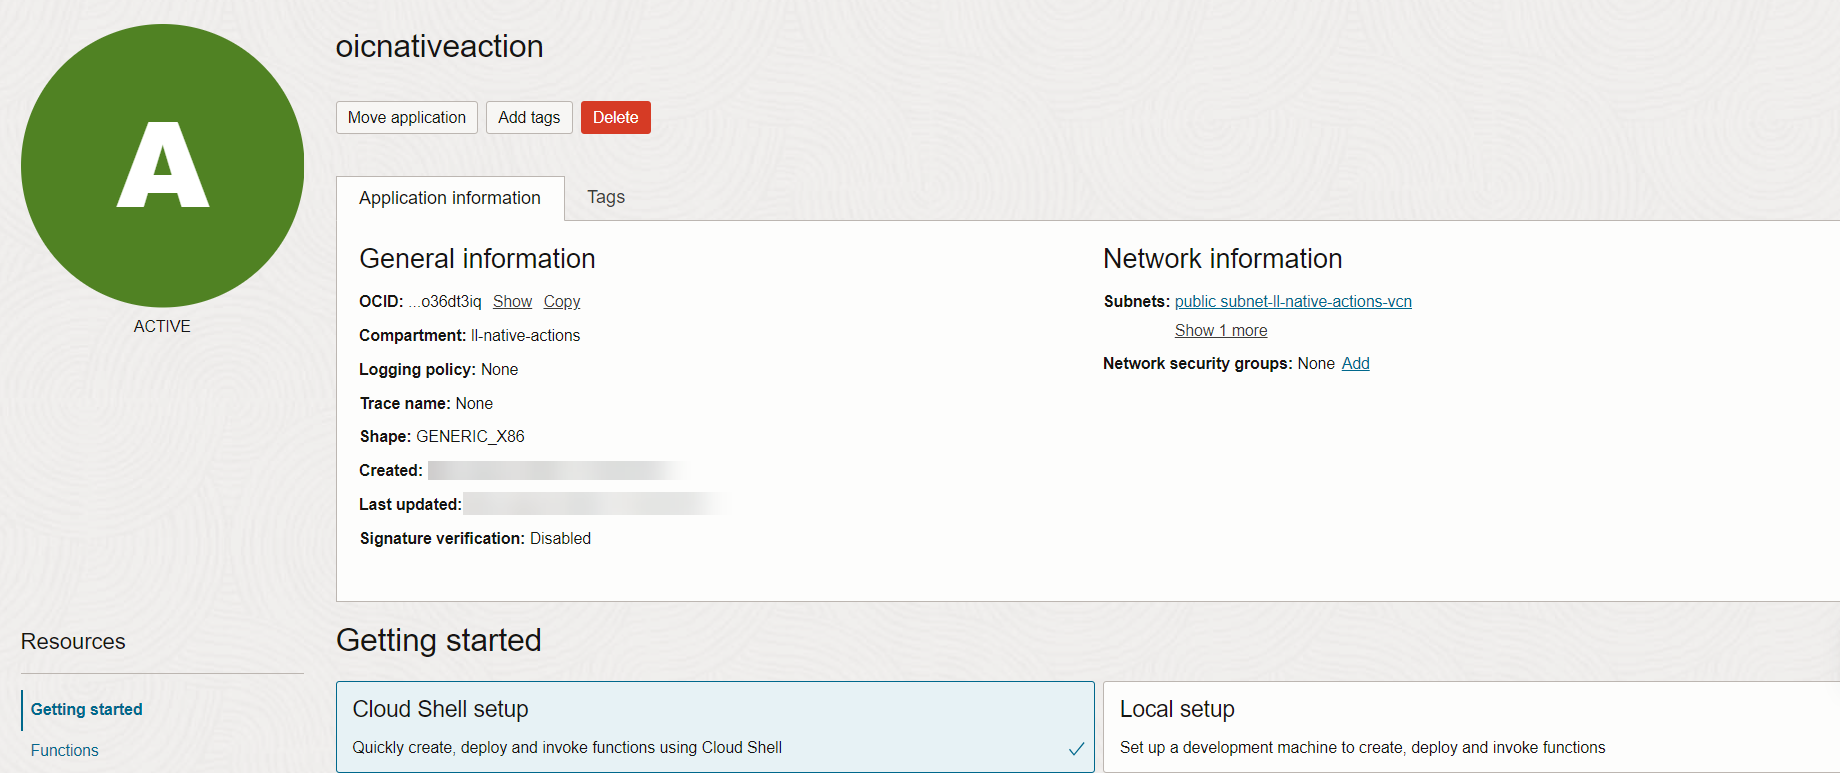 A
ACTIVE
oicnativeaction
Move application
Add tags
Delete
Application information
Tags
General information
OCID: ...o36dt3iq Show Copy
Compartment: ll-native-actions
Logging policy: None
Trace name: None
Shape: GENERIC_X86
Created:
Last updated:
Signature verification: Disabled
Network information
Subnets: public subnet-ll-native-actions-vcn
Show 1 more
Network security groups: None Add
Resources
Getting started
Functions
Getting started
Cloud Shell setup
Quickly create, deploy and invoke functions using Cloud Shell
Local setup
Set up a development machine to create, deploy and invoke functions